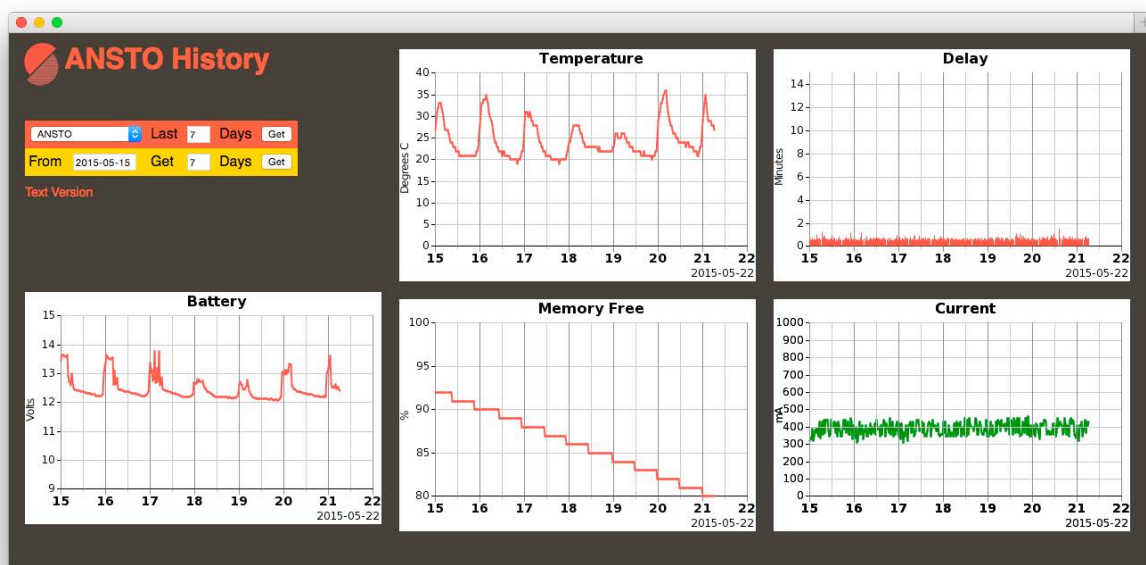 ANSTO History
ANSTO Last 7 Days Get
From 2015-05-15 Get 7 Days Get
Text Version
Temperature
Degrees C
40
35
30
25
20
15
10
5
0
15 16 17 18 19 20 21 22
2015-05-22
Delay
Minutes
14
12
10
8
6
4
2
0
15 16 17 18 19 20 21 22
2015-05-22
Battery
Volts
15
14
13
12
11
10
9
15 16 17 18 19 20 21 22
2015-05-22
Memory Free
%
100
95
90
85
80
15 16 17 18 19 20 21 22
2015-05-22
Current
mA
1000
900
800
700
600
500
400
300
200
100
0
15 16 17 18 19 20 21 22
2015-05-22